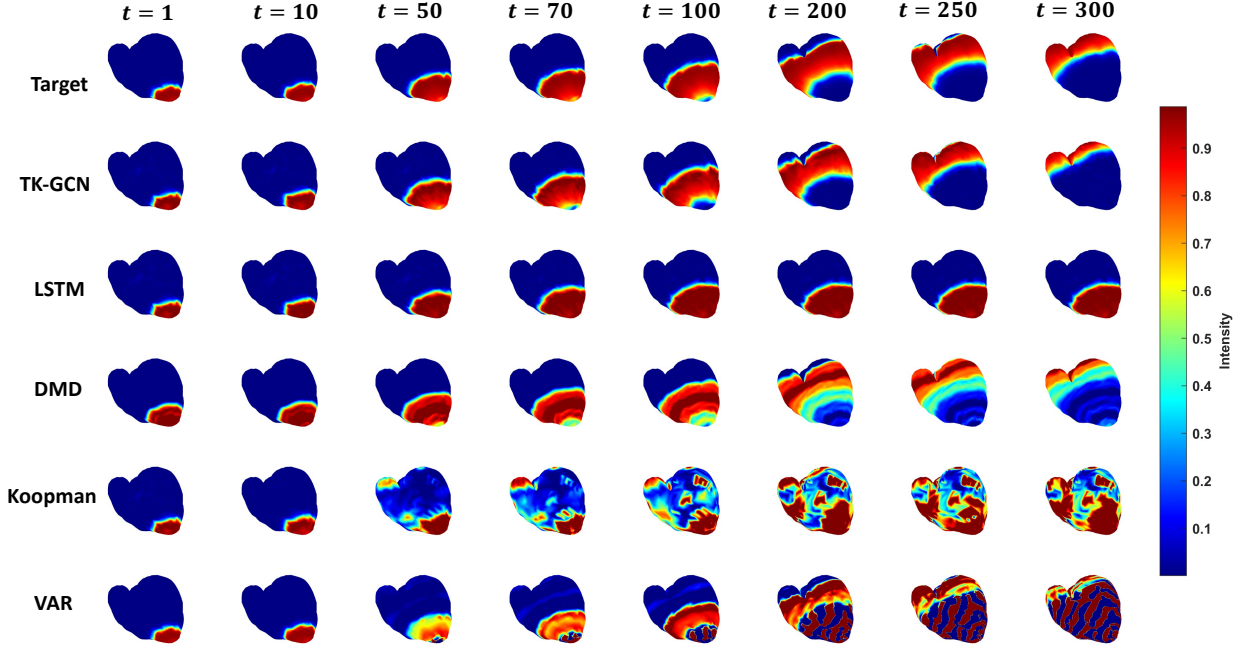 t = 1 t = 10 t = 50 t = 70 t = 100 t = 200 t = 250 t = 300
Target
TK-GCN
LSTM
DMD
Koopman
VAR
0.9
0.8
0.7
0.6
0.5
0.4
0.3
0.2
0.1
Intensity